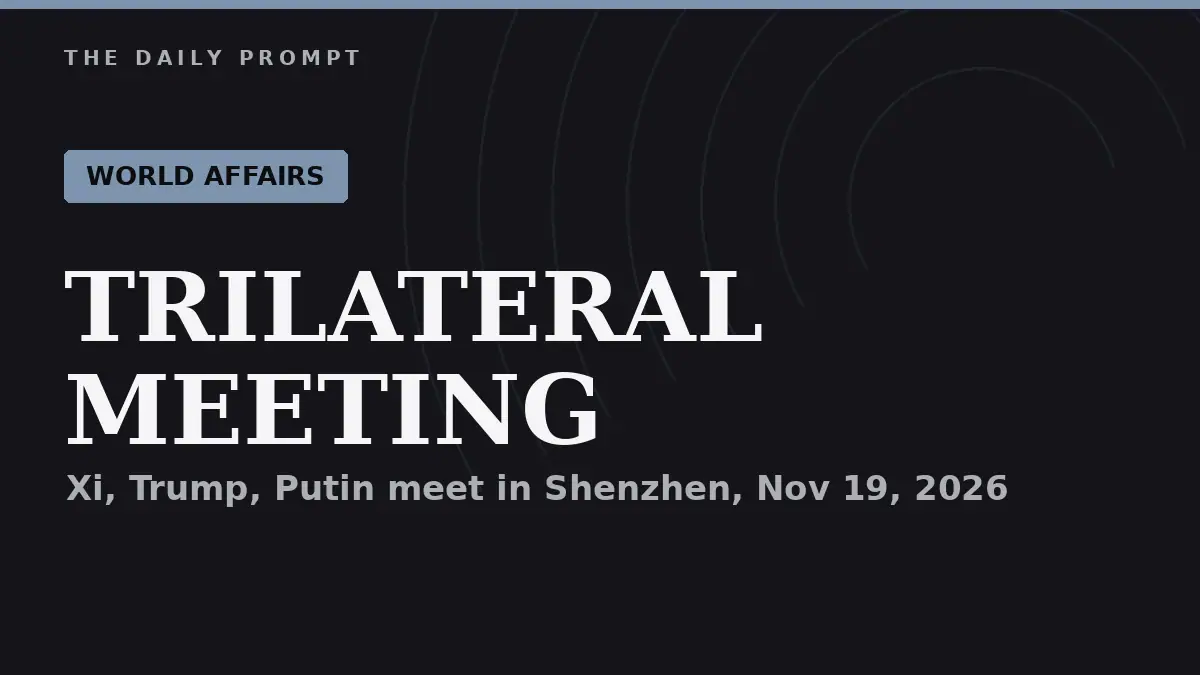 THE DAILY PROMPT
WORLD AFFAIRS
TRILATERAL
MEETING
Xi, Trump, Putin meet in Shenzhen, Nov 19, 2026